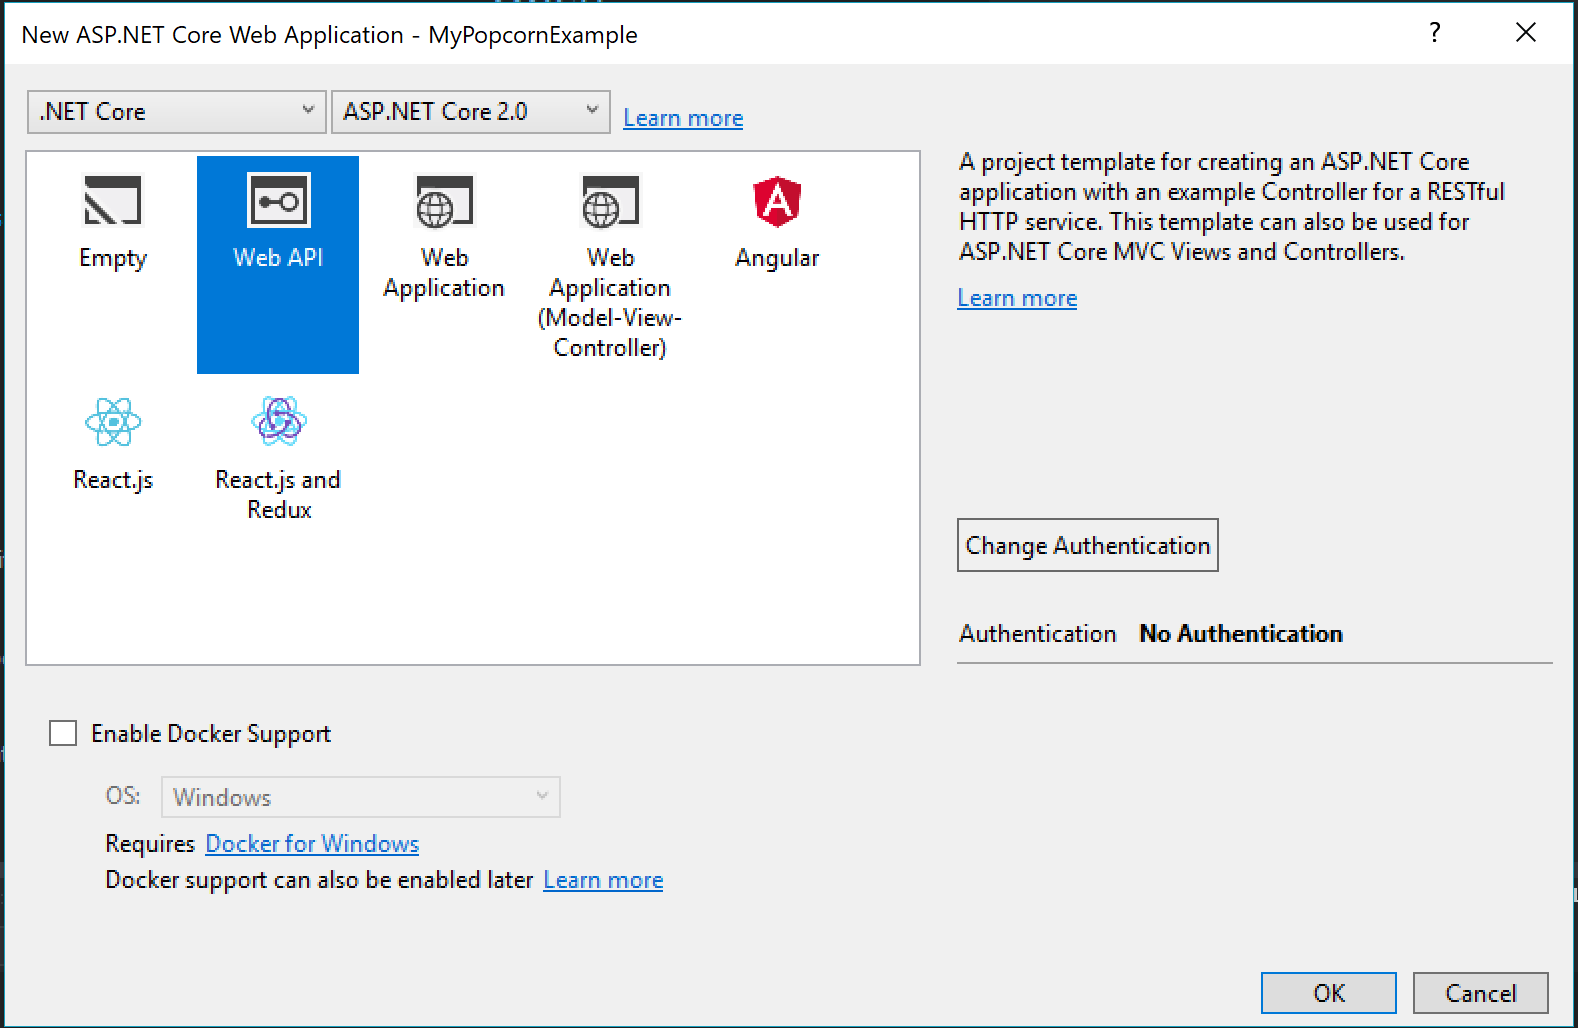 New ASP.NET Core Web Application - MyPopcornExample
?
.NET Core
ASP.NET Core 2.0
Learn more
Empty
Web API
Web
Application
Web
Application
(Model-View-
Controller)
Angular
React.js
React.js and
Redux
A project template for creating an ASP.NET Core
application with an example Controller for a RESTful
HTTP service. This template can also be used for
ASP.NET Core MVC Views and Controllers.
Learn more
Change Authentication
Authentication No Authentication
Enable Docker Support
OS: Windows
Requires Docker for Windows
Docker support can also be enabled later Learn more
OK
Cancel